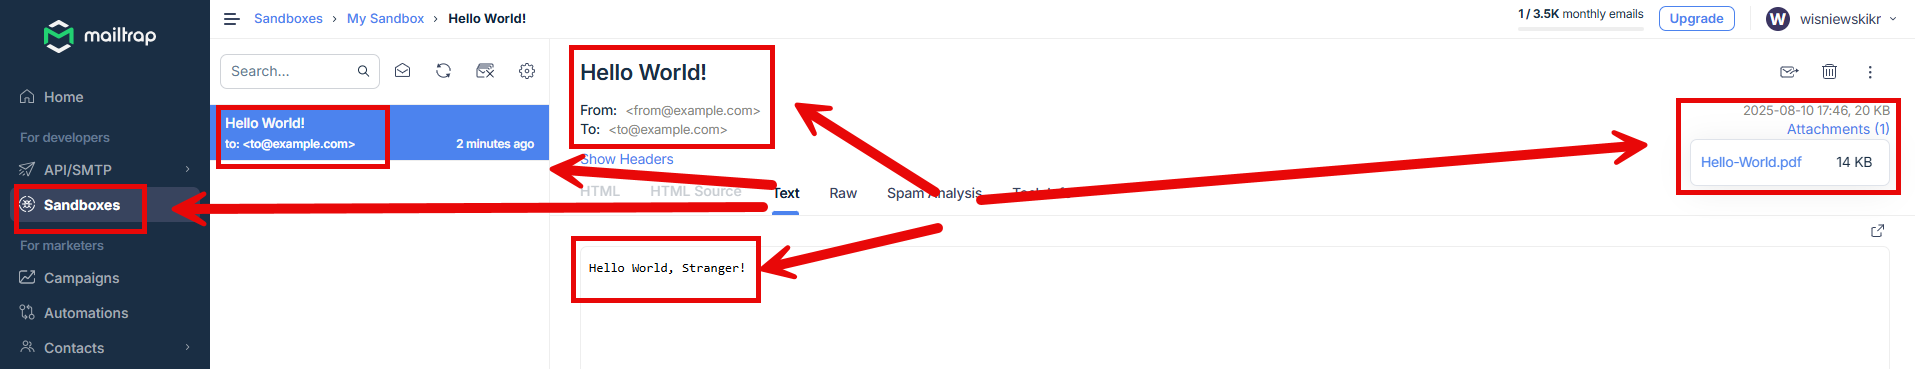 mailtrap
Home
For developers
API/SMTP
Sandboxes
For marketers
Campaigns
Automations
Contacts
Sandboxes › My Sandbox › Hello World!
1 / 3.5K monthly emails
Upgrade
W wisniewskikr
Search...
Hello World!
to: <to@example.com>
2 minutes ago
Hello World!
From: <from@example.com>
To: <to@example.com>
Show Headers
2025-08-10 17:46, 20 KB
Attachments (1)
Hello-World.pdf 14 KB
HTML HTML Source Text Raw Spam Analysis
Hello World, Stranger!